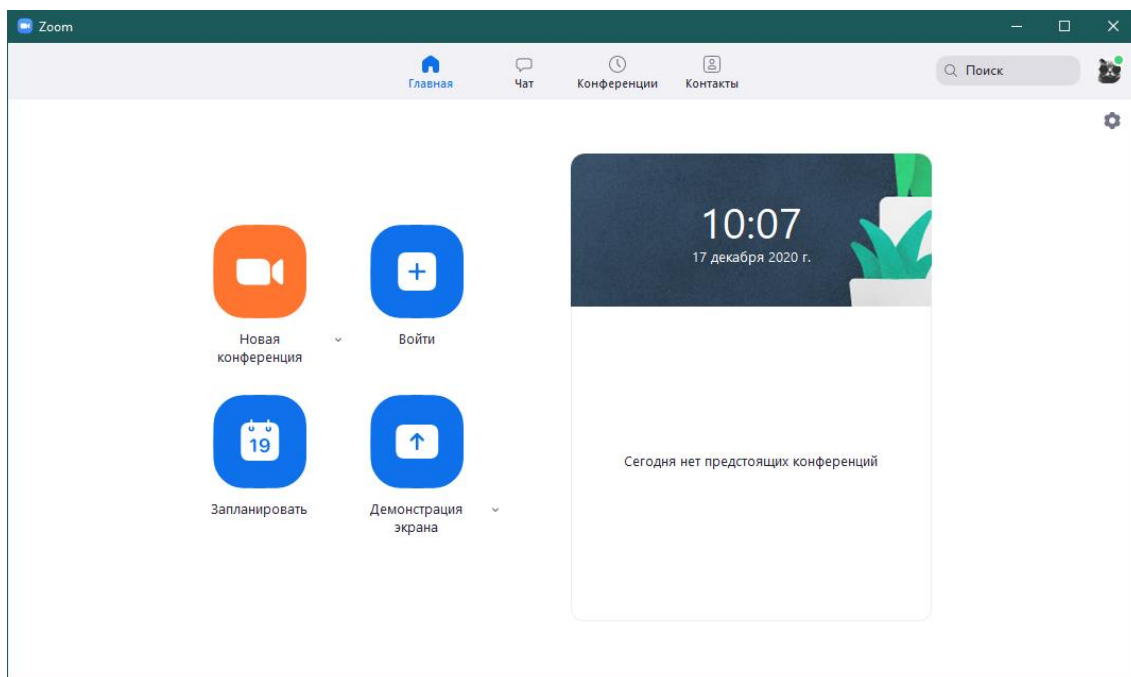 Zoom
Главная
Чат
Конференции
Контакты
Поиск
10:07
17 декабря 2020 г.
Новая
конференция
Войти
19
Запланировать
Демонстрация
экрана
Сегодня нет предстоящих конференций